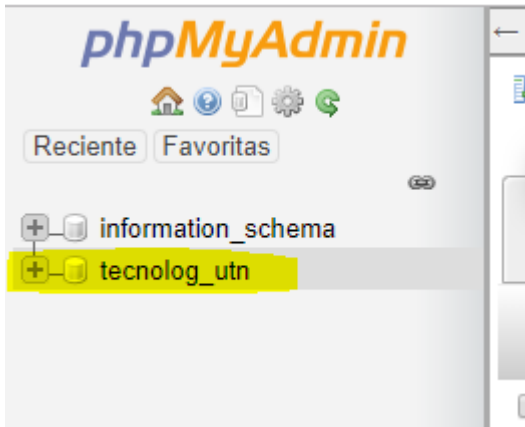 phpMyAdmin
Reciente Favoritas
information_schema
tecnolog_utn